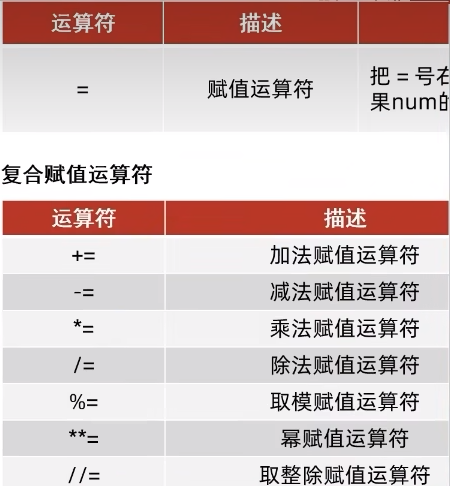 运算符 描述
= 赋值运算符 把 = 号
果num
复合赋值运算符
运算符 描述
+= 加法赋值运算符
-= 减法赋值运算符
*= 乘法赋值运算符
/= 除法赋值运算符
%= 取模赋值运算符
**= 幂赋值运算符
//= 取整除赋值运算符